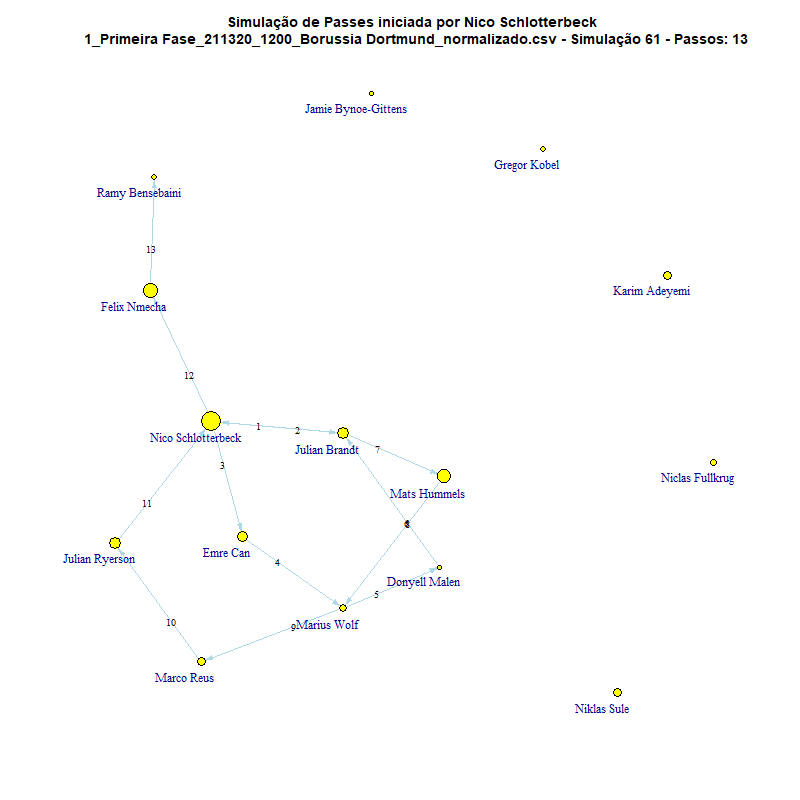 Simulação de Passes iniciada por Nico Schlotterbeck
1_Primeira Fase_211320_1200_Borussia Dortmund_normalizado.csv - Simulação 61 - Passos: 13
Jamie Bynoe-Gittens
Gregor Kobel
Ramy Bensebaini
13
Karim Adeyemi
Felix Nmecha
12
Nico Schlotterbeck
1
2
Julian Brandt
7
3
Niclas Fullkrug
Mats Hummels
11
Julian Ryerson
Emre Can
4
Donyell Malen
5
Marius Wolf
10
9
Marco Reus
Niklas Sule